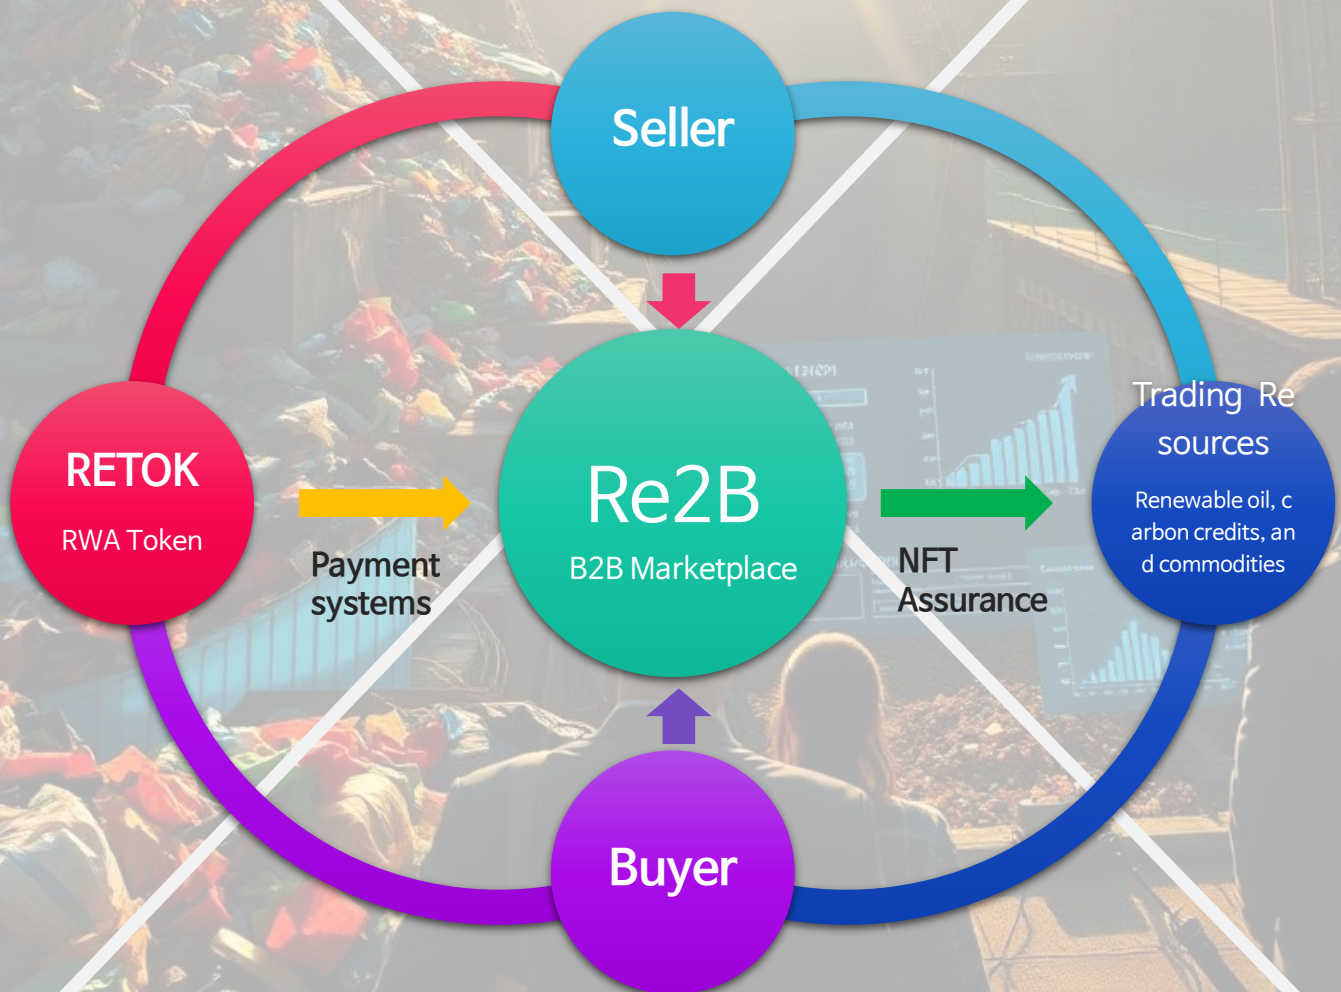 Seller
RETOK
RWA Token
Payment
systems
Re2B
B2B Marketplace
NFT
Assurance
Trading Re
sources
Renewable oil, c
arbon credits, an
d commodities
Buyer